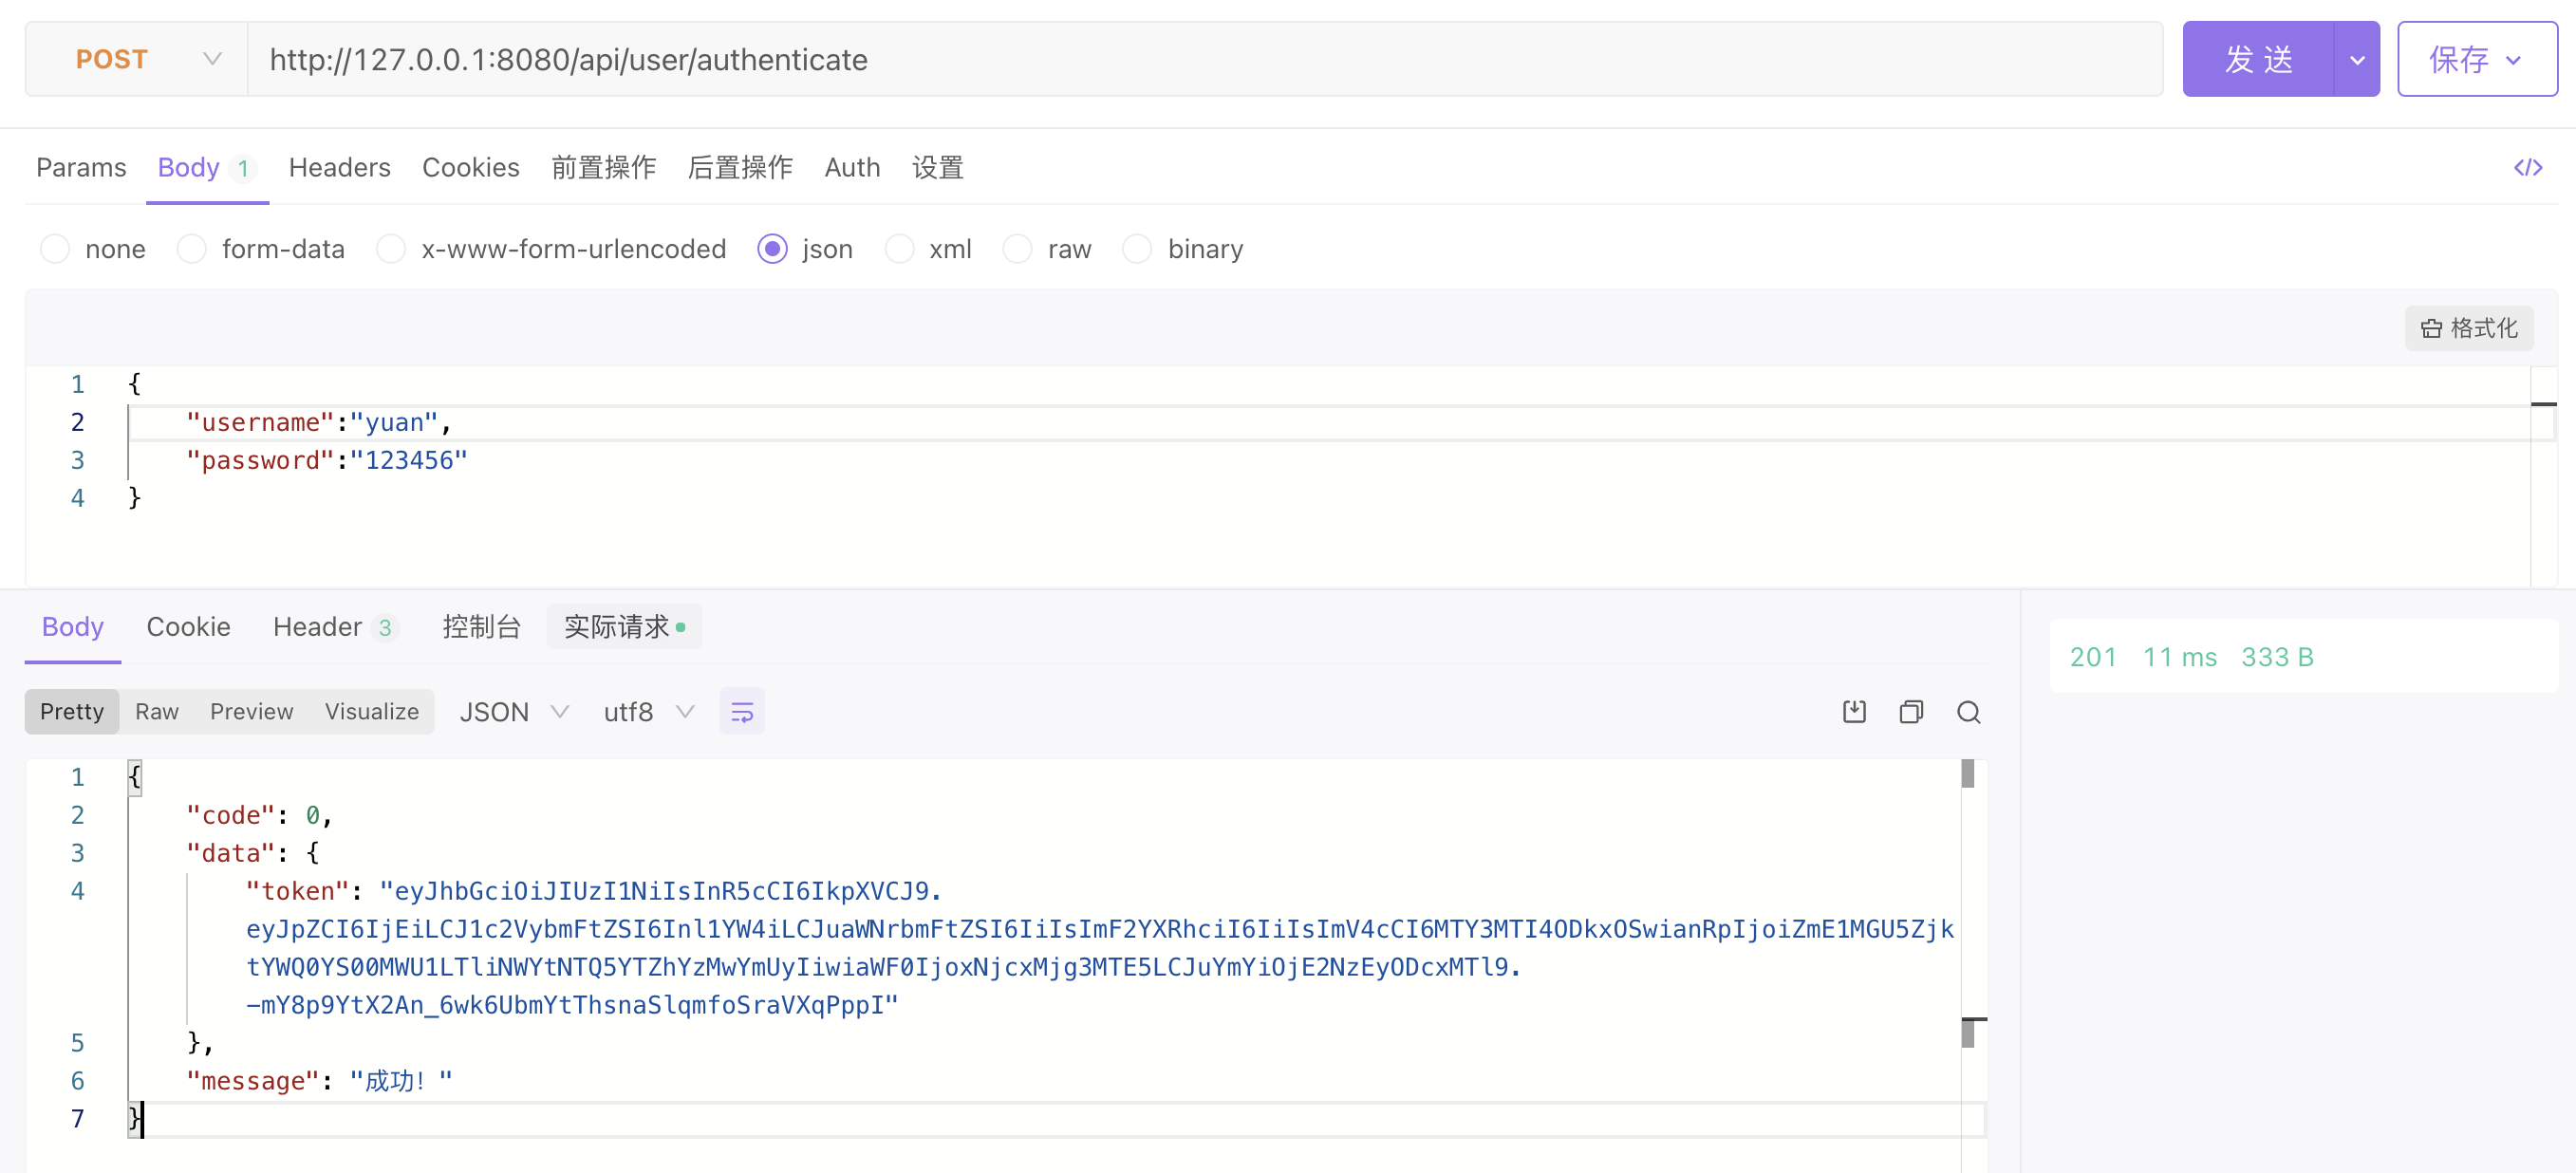 POST http://127.0.0.1:8080/api/user/authenticate 发 送 保存
Params Body 1 Headers Cookies 前置操作 后置操作 Auth 设置 </>
none form-data x-www-form-urlencoded json xml raw binary
格式化
1 {
2 "username":"yuan",
3 "password":"123456"
4 }
Body Cookie Header 3 控制台 实际请求
201 11 ms 333 B
Pretty Raw Preview Visualize JSON utf8
1 {
2 "code": 0,
3 "data": {
4 "token": "eyJhbGciOiJIUzI1NiIsInR5cCI6IkpXVCJ9.
eyJpZCI6IjEiLCJ1c2VybmFtZSI6Inl1YW4iLCJuaWNrbmFtZSI6IiIsImF2YXRhciI6IiIsImV4cCI6MTY3MTI4ODkxOSwianRpIjoiZmE1MGU5Zjk
tYWQ0YS00MWU1LTliNWYtNTQ5YTZhYzMwYmUyIiwiaWF0IjoxNjcxMjg3MTE5LCJuYmYiOjE2NzEyODcxMTl9.
-mY8p9YtX2An_6wk6UbmYtThsnaSlqmfoSraVXqPppI"
5 },
6 "message": "成功！"
7 }